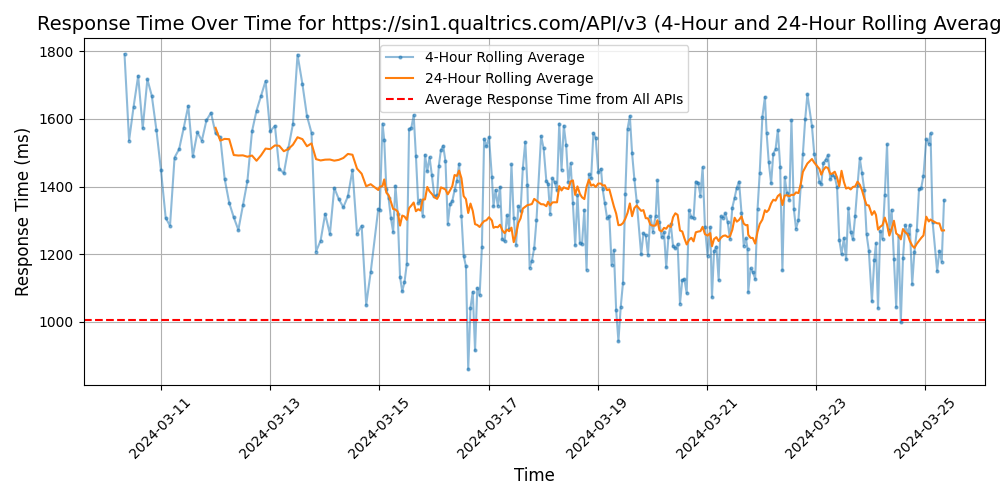 Response Time Over Time for https://sin1.qualtrics.com/API/v3 (4-Hour and 24-Hour Rolling Averag
4-Hour Rolling Average
24-Hour Rolling Average
Average Response Time from All APIs
Response Time (ms)
1800
1600
1400
1200
1000
2024-03-11
2024-03-13
2024-03-15
2024-03-17
2024-03-19
2024-03-21
2024-03-23
2024-03-25
Time